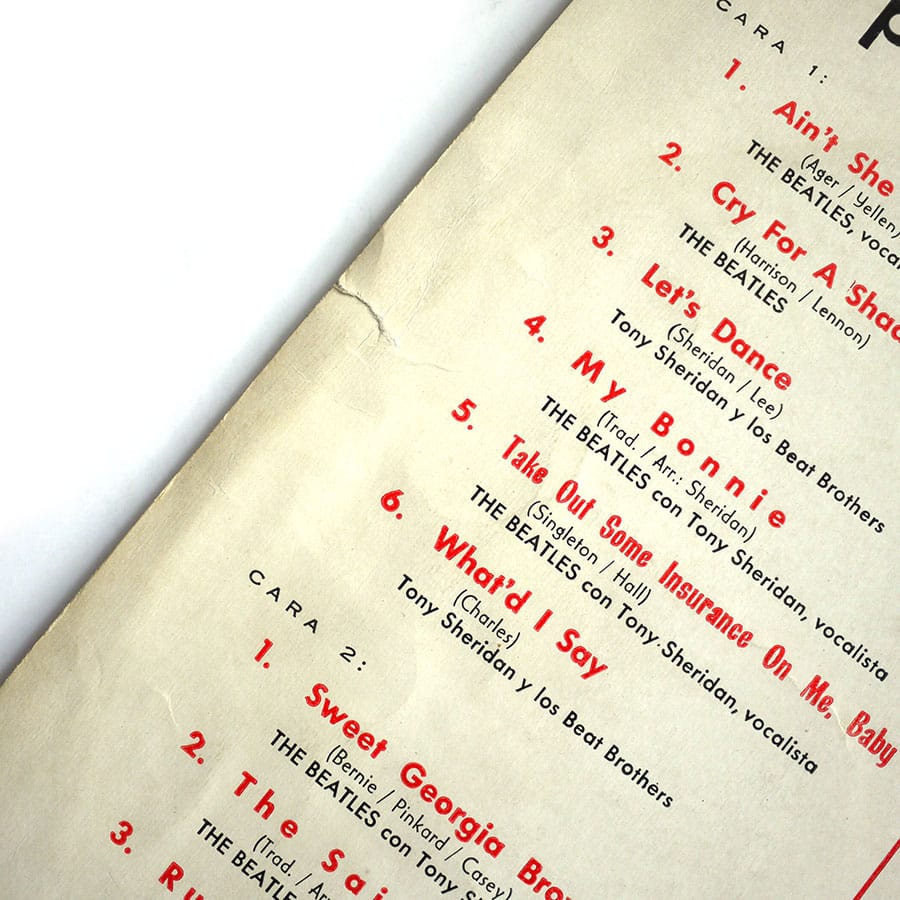 CARA 1:
1. Ain't She
(Ager / Yellen)
THE BEATLES,
2. Cry For A
(Harrison / Lennon)
THE BEATLES
3. Let's Dance
(Sheridan / Lee)
Tony Sheridan y los Beat Brothers
4. My Bonnie
(Trad. / Arr.: Sheridan)
THE BEATLES con Tony Sheridan, vocalista
5. Take Out Some Insurance On Me, Baby
(Singleton / Hall)
THE BEATLES con Tony Sheridan, vocalista
6. What'd I Say
(Charles)
Tony Sheridan y los Beat Brothers
CARA 2:
1. Sweet Georgia
(Bernie / Pinkard / Casey)
THE BEATLES con Tony
2. The
(Trad. /
THE
3.